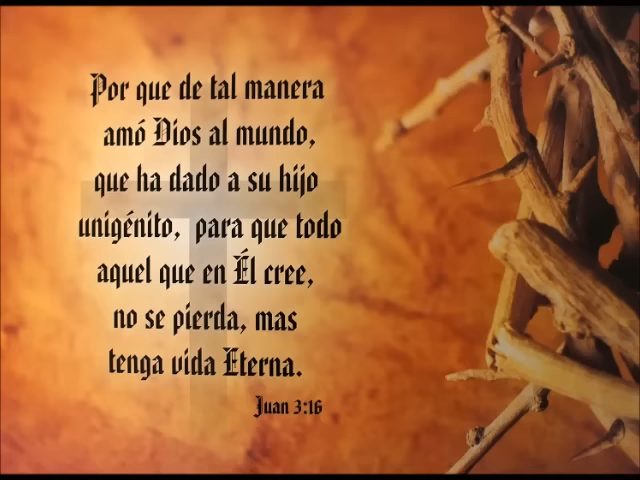 Por que de tal manera
amó Dios al mundo,
que ha dado a su hijo
unigénito, para que todo
aquel que en Él cree,
no se pierda, mas
tenga vida Eterna.
Juan 3:16